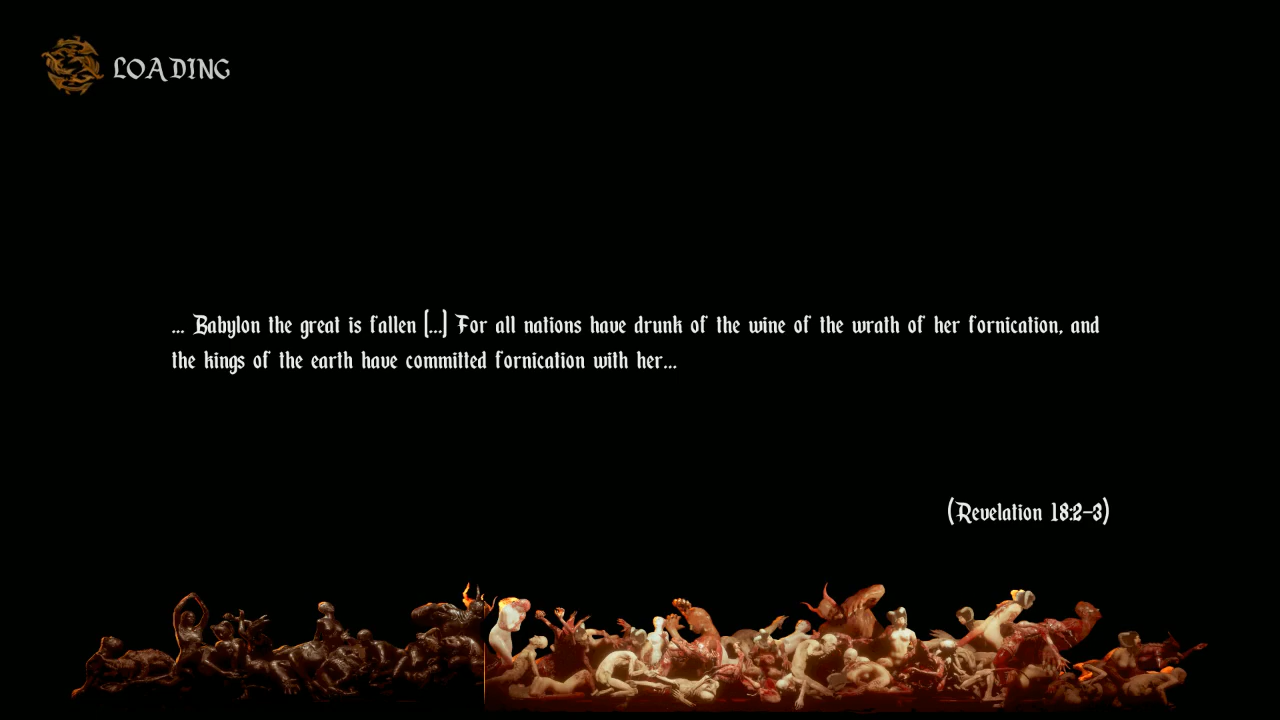 LOADING
... Babylon the great is fallen [...] For all nations have drunk of the wine of the wrath of her fornication, and
the kings of the earth have committed fornication with her...
(Revelation 18:2-3)